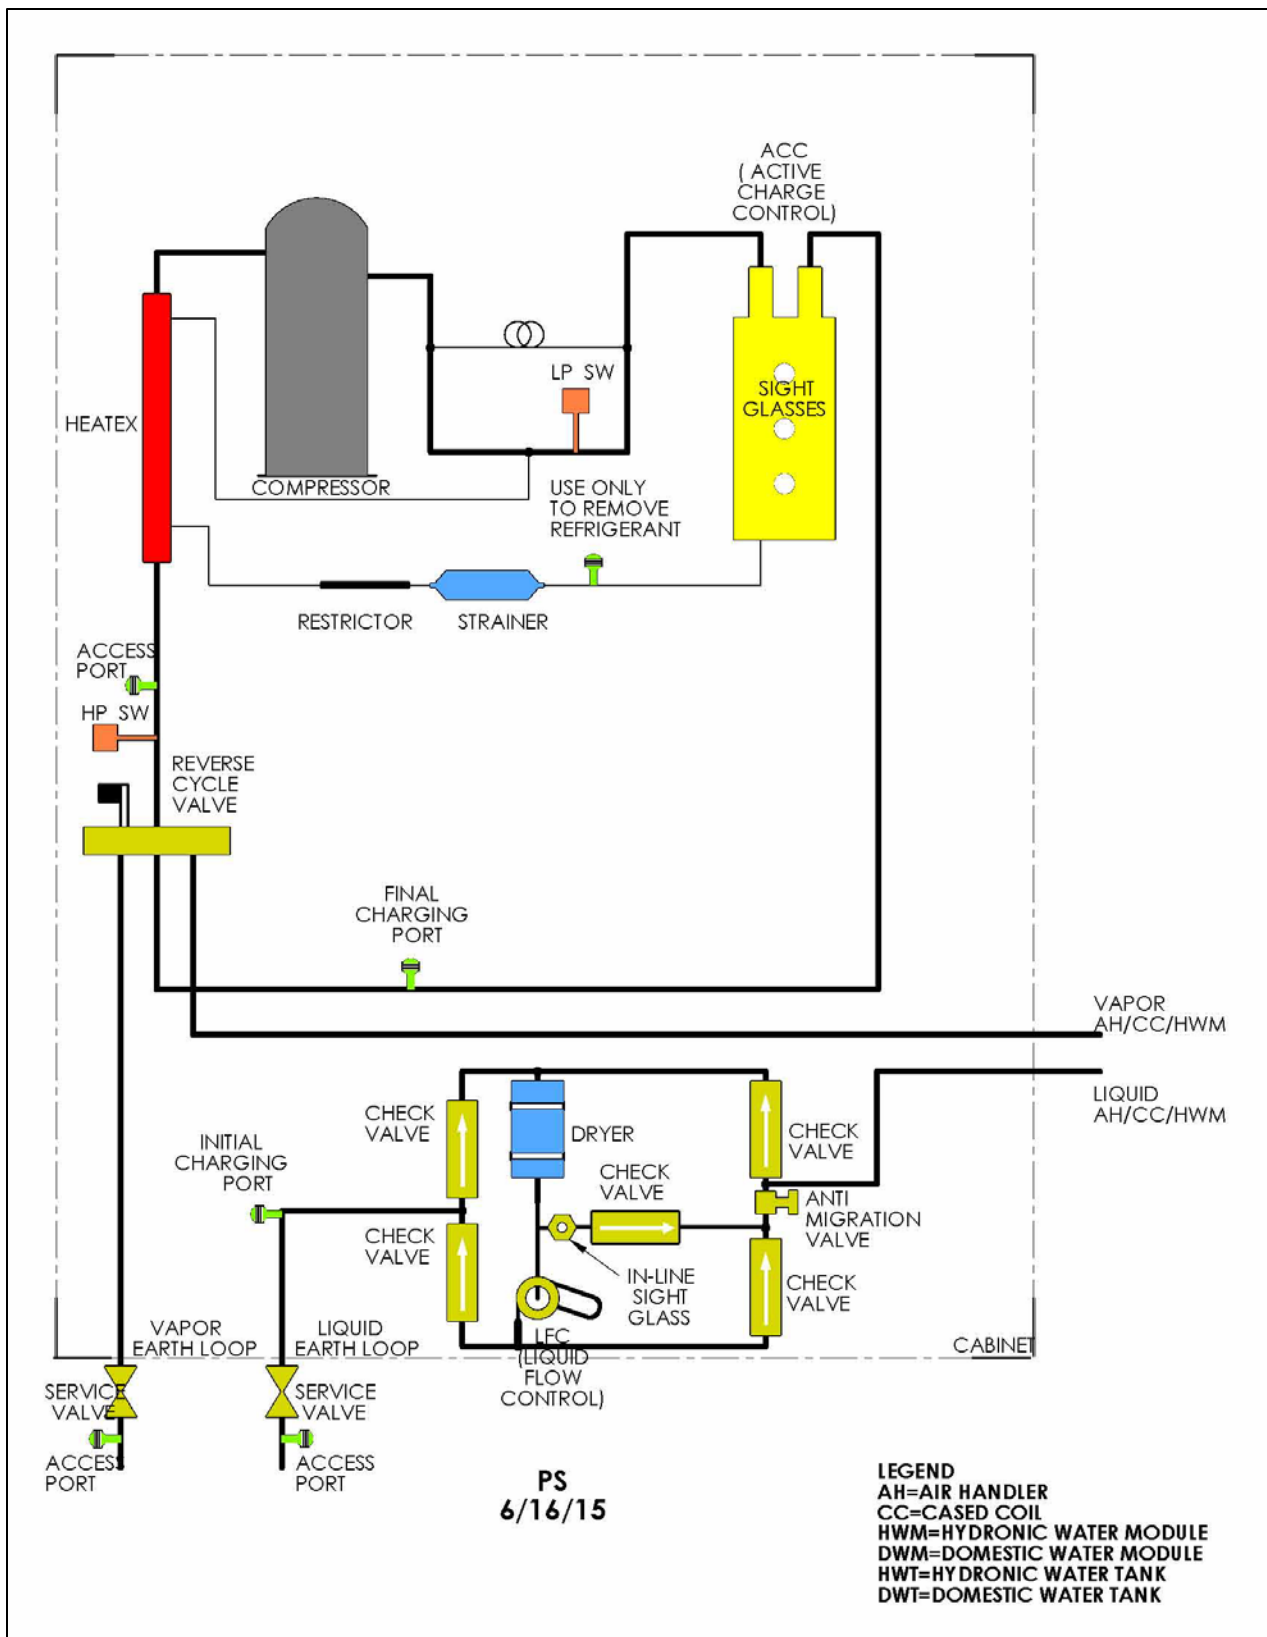 ACC
( ACTIVE
CHARGE
CONTROL)
LP SW
SIGHT
GLASSES
HEATEX
COMPRESSOR
USE ONLY
TO REMOVE
REFRIGERANT
RESTRICTOR
STRAINER
ACCESS
PORT
HP SW
REVERSE
CYCLE
VALVE
FINAL
CHARGING
PORT
VAPOR
AH/CC/HWM
LIQUID
AH/CC/HWM
CHECK
VALVE
DRYER
CHECK
VALVE
INITIAL
CHARGING
PORT
CHECK
VALVE
ANTI
MIGRATION
VALVE
CHECK
VALVE
IN-LINE
SIGHT
GLASS
CHECK
VALVE
VAPOR
EARTH LOOP
LIQUID
EARTH LOOP
LFC
(LIQUID
FLOW
CONTROL)
CABINET
SERVICE
VALVE
SERVICE
VALVE
ACCESS
PORT
ACCESS
PORT
PS
6/16/15
LEGEND
AH=AIR HANDLER
CC=CASED COIL
HWM=HYDRONIC WATER MODULE
DWM=DOMESTIC WATER MODULE
HWT=HYDRONIC WATER TANK
DWT=DOMESTIC WATER TANK